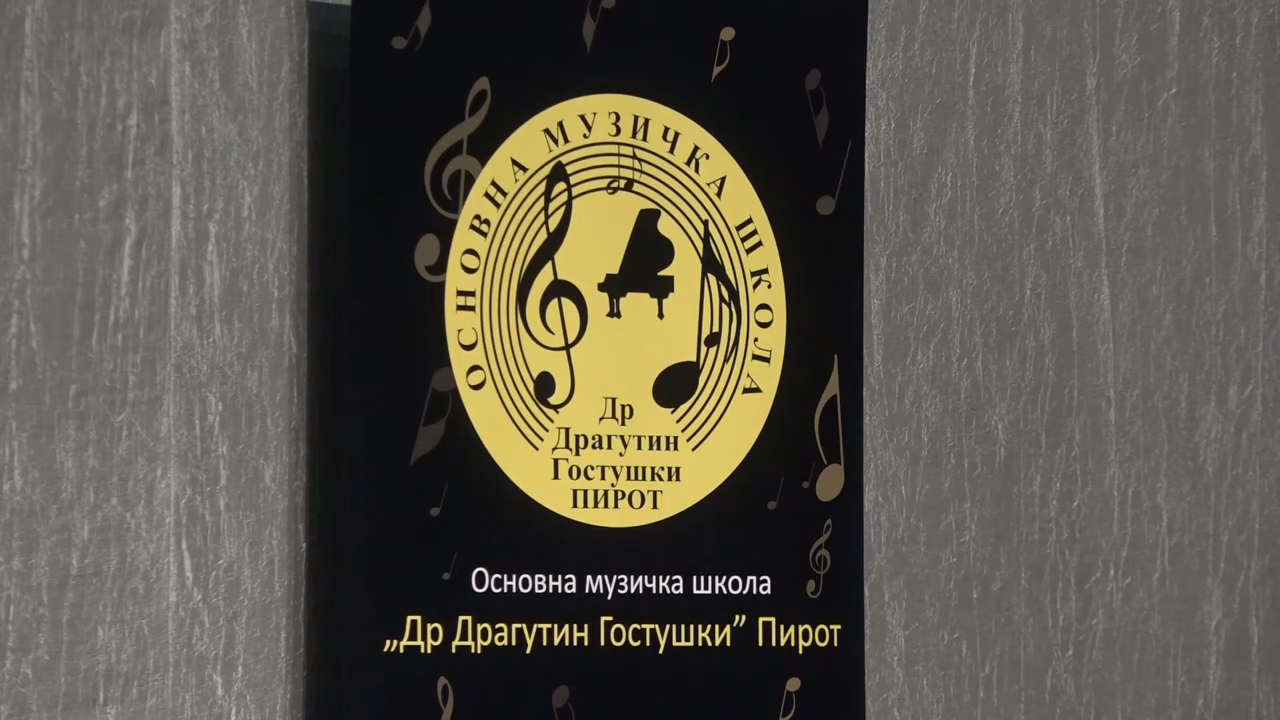 ОСНОВНА МУЗИЧКА ШКОЛА
Др
Драгутин
Гостушки
ПИРОТ
Основна музичка школа
„Др Драгутин Гостушки” Пирот